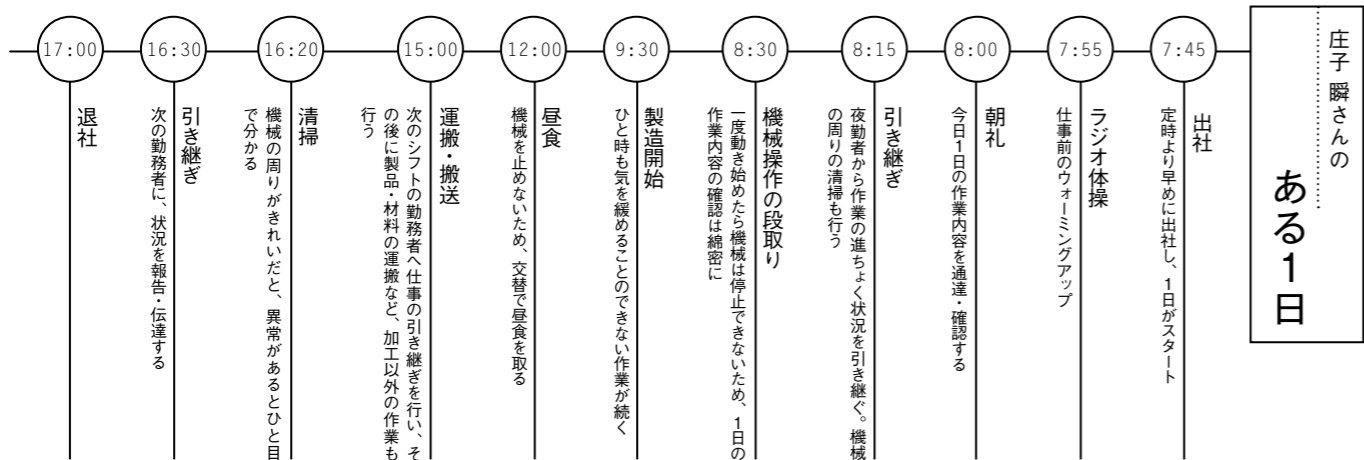 庄子 瞬さんの
ある1日
7:45
出社
定時より早めに出社し、1日がスタート
7:55
ラジオ体操
仕事前のウォーミングアップ
8:00
朝礼
今日1日の作業内容を通達・確認する
8:15
引き継ぎ
夜勤者から作業の進ちょく状況を引き継ぐ。機械
の周りの清掃も行う
8:30
機械操作の段取り
一度動き始めたら機械は停止できないため、1日の
作業内容の確認は綿密に
9:30
製造開始
ひと時も気を緩めることのできない作業が続く
12:00
昼食
機械を止めないため、交替で昼食を取る
15:00
運搬・搬送
次のシフトの勤務者へ仕事の引き継ぎを行い、そ
の後に製品・材料の運搬など、加工以外の作業も
行う
16:20
清掃
機械の周りがきれいだと、異常があるとひと目
で分かる
16:30
引き継ぎ
次の勤務者に、状況を報告・伝達する
17:00
退社